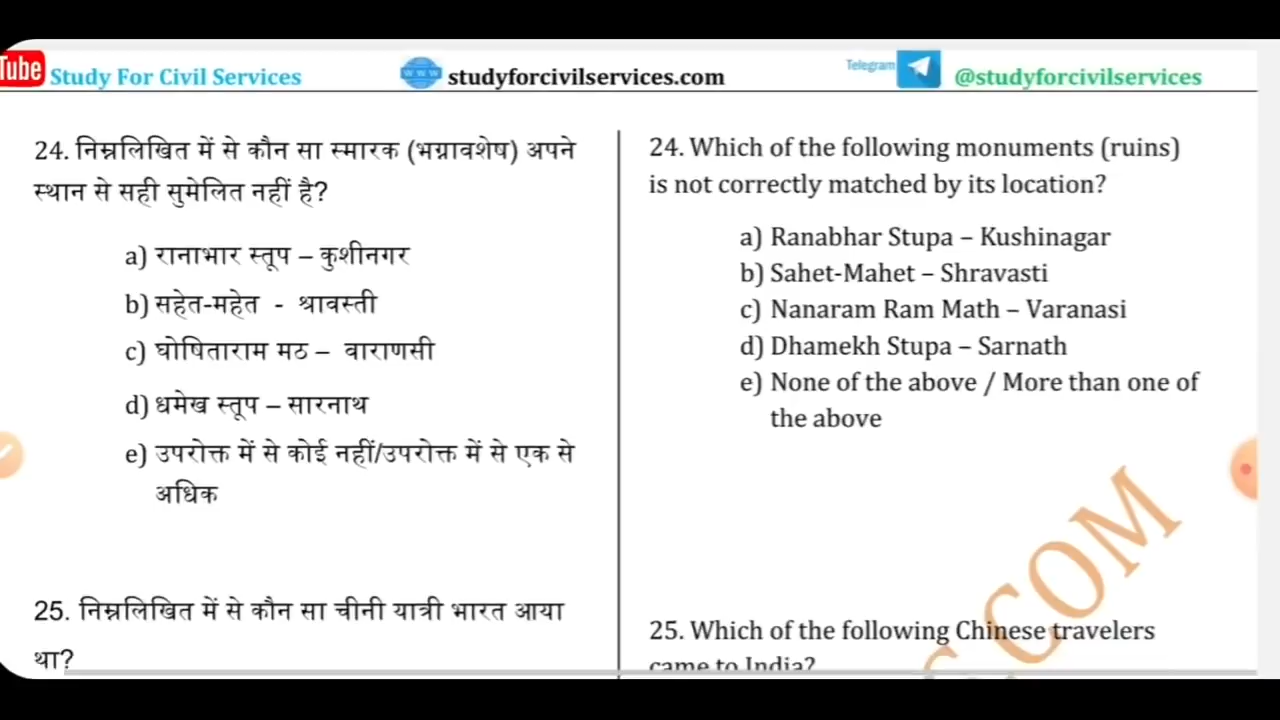 Tube Study For Civil Services
www studyforcivilservices.com
Telegram @studyforcivilservices
24. निम्नलिखित में से कौन सा स्मारक (भग्नावशेष) अपने
स्थान से सही सुमेलित नहीं है?
a) रानाभार स्तूप – कुशीनगर
b) सहेत-महेत - श्रावस्ती
c) घोषिताराम मठ – वाराणसी
d) धमेख स्तूप – सारनाथ
e) उपरोक्त में से कोई नहीं/उपरोक्त में से एक से
अधिक
25. निम्नलिखित में से कौन सा चीनी यात्री भारत आया
था?
24. Which of the following monuments (ruins)
is not correctly matched by its location?
a) Ranabhar Stupa – Kushinagar
b) Sahet-Mahet – Shravasti
c) Nanaram Ram Math – Varanasi
d) Dhamekh Stupa – Sarnath
e) None of the above / More than one of
the above
25. Which of the following Chinese travelers
came to India?
S.COM